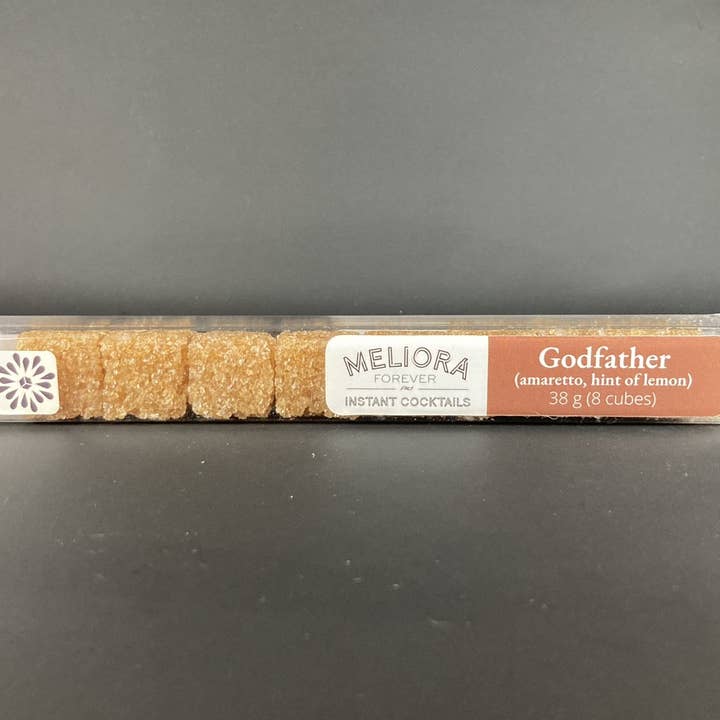 MELIORA
FOREVER
INSTANT COCKTAILS
Godfather
(amaretto, hint of lemon)
38 g (8 cubes)